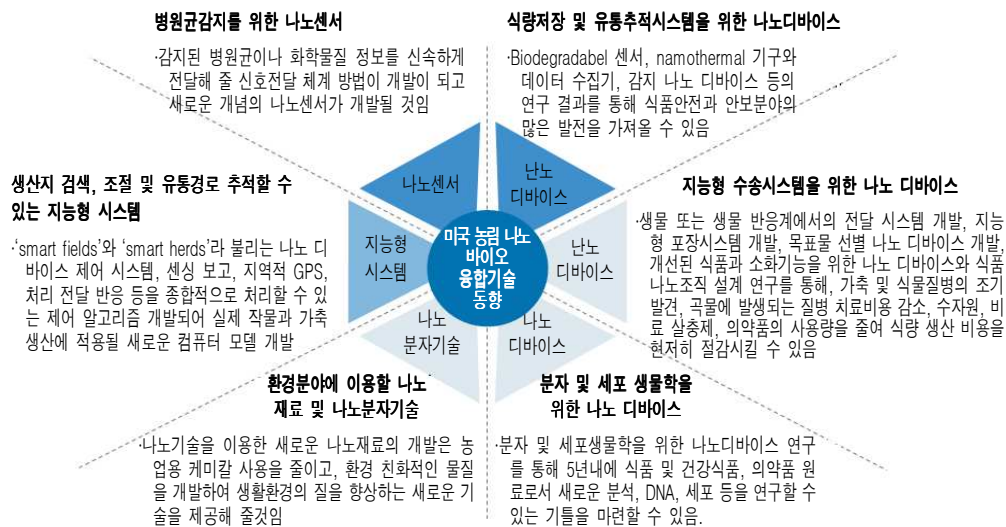 병원균감지를 위한 나노센서
·감지된 병원균이나 화학물질 정보를 신속하게
전달해 줄 신호전달 체계 방법이 개발이 되고
새로운 개념의 나노센서가 개발될 것임
식량저장 및 유통추적시스템을 위한 나노디바이스
·Biodegradabel 센서, namothermal 기구와
데이터 수집기, 감지 나노 디바이스 등의
연구 결과를 통해 식품안전과 안보분야의
많은 발전을 가져올 수 있음
생산지 검색, 조절 및 유통경로 추적할 수
있는 지능형 시스템
·‘smart fields’와 ‘smart herds’라 불리는 나노 디
바이스 제어 시스템, 센싱 보고, 지역적 GPS,
처리 전달 반응 등을 종합적으로 처리할 수 있
는 제어 알고리즘 개발되어 실제 작물과 가축
생산에 적용될 새로운 컴퓨터 모델 개발
나노센서
난노
디바이스
지능형
시스템
미국 농림 나노
바이오
융합기술
동향
난노
디바이스
나노
분자기술
나노
디바이스
지능형 수송시스템을 위한 나노 디바이스
·생물 또는 생물 반응계에서의 전달 시스템 개발, 지능
형 포장시스템 개발, 목표물 선별 나노 디바이스 개발,
개선된 식품과 소화기능을 위한 나노 디바이스와 식품
나노조직 설계 연구를 통해, 가축 및 식물질병의 조기
발견, 곡물에 발생되는 질병 치료비용 감소, 수자원, 비
료 살충제, 의약품의 사용량을 줄여 식량 생산 비용을
현저히 절감시킬 수 있음
환경분야에 이용할 나노
재료 및 나노분자기술
·나노기술을 이용한 새로운 나노재료의 개발은 농
업용 케미칼 사용을 줄이고, 환경 친화적인 물질
을 개발하여 생활환경의 질을 향상하는 새로운 기
술을 제공해 줄것임
분자 및 세포 생물학을
위한 나노 디바이스
·분자 및 세포생물학을 위한 나노디바이스 연구
를 통해 5년내에 식품 및 건강식품, 의약품 원
료로서 새로운 분석, DNA, 세포 등을 연구할 수
있는 기틀을 마련할 수 있음.